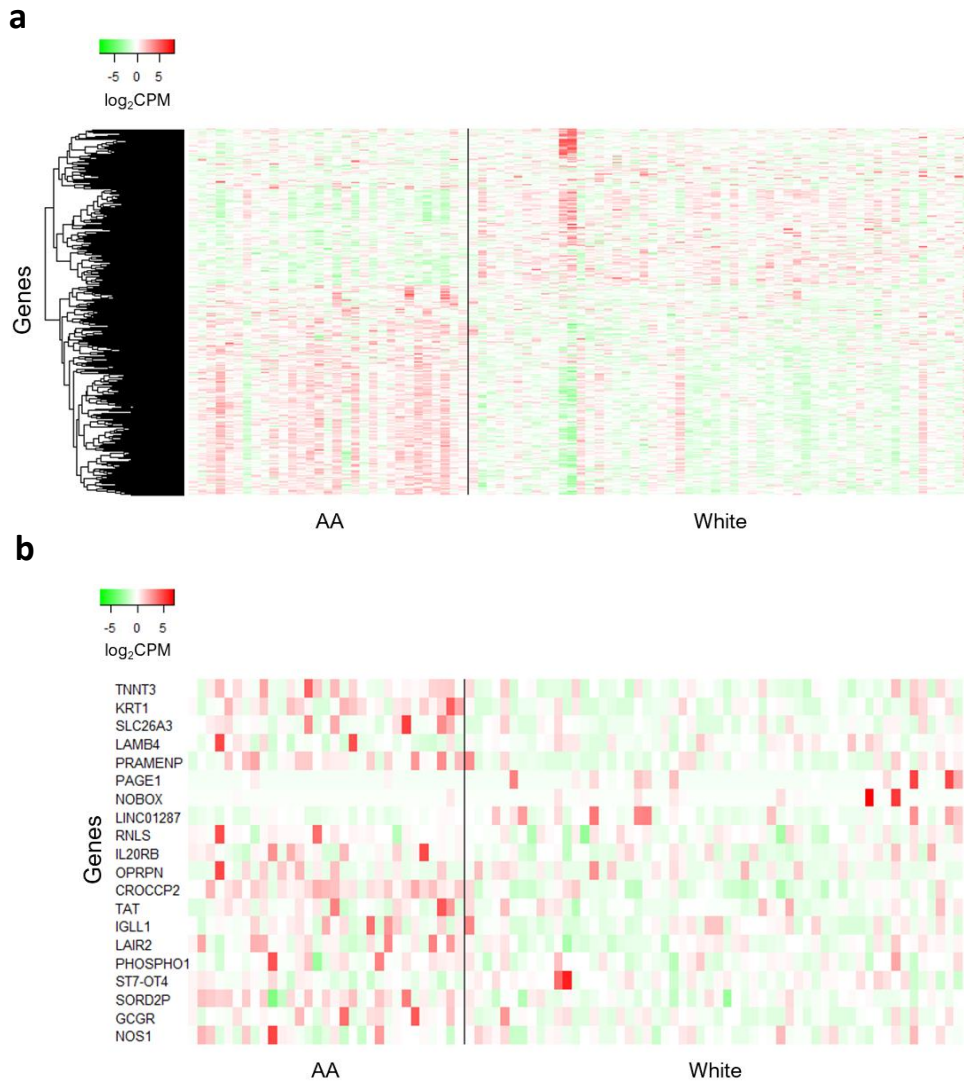 a
-5 0 5
log₂CPM
Genes
AA White
b
-5 0 5
log₂CPM
Genes
TNNT3
KRT1
SLC26A3
LAMB4
PRAMENP
PAGE1
NOBOX
LINC01287
RNLS
IL20RB
OPRPN
CROCCP2
TAT
IGLL1
LAIR2
PHOSPHO1
ST7-OT4
SORD2P
GCGR
NOS1
AA White